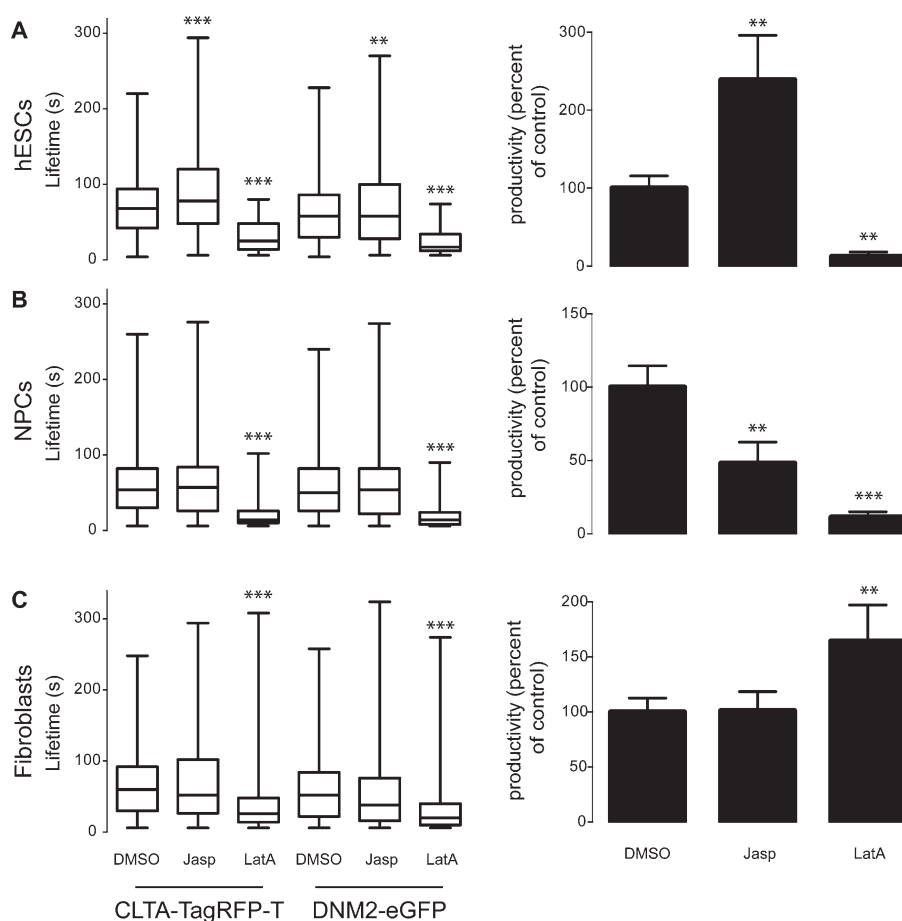 A
hESCs
Lifetime (s)
300
200
100
0
***
***
**
***
productivity (percent
of control)
300
200
100
0
**
**
B
NPCs
Lifetime (s)
300
200
100
0
***
***
productivity (percent
of control)
150
100
50
0
**
***
C
Fibroblasts
Lifetime (s)
300
200
100
0
***
***
productivity (percent
of control)
200
150
100
50
0
**
DMSO Jasp LatA DMSO Jasp LatA
CLTA-TagRFP-T DNM2-eGFP
DMSO Jasp LatA